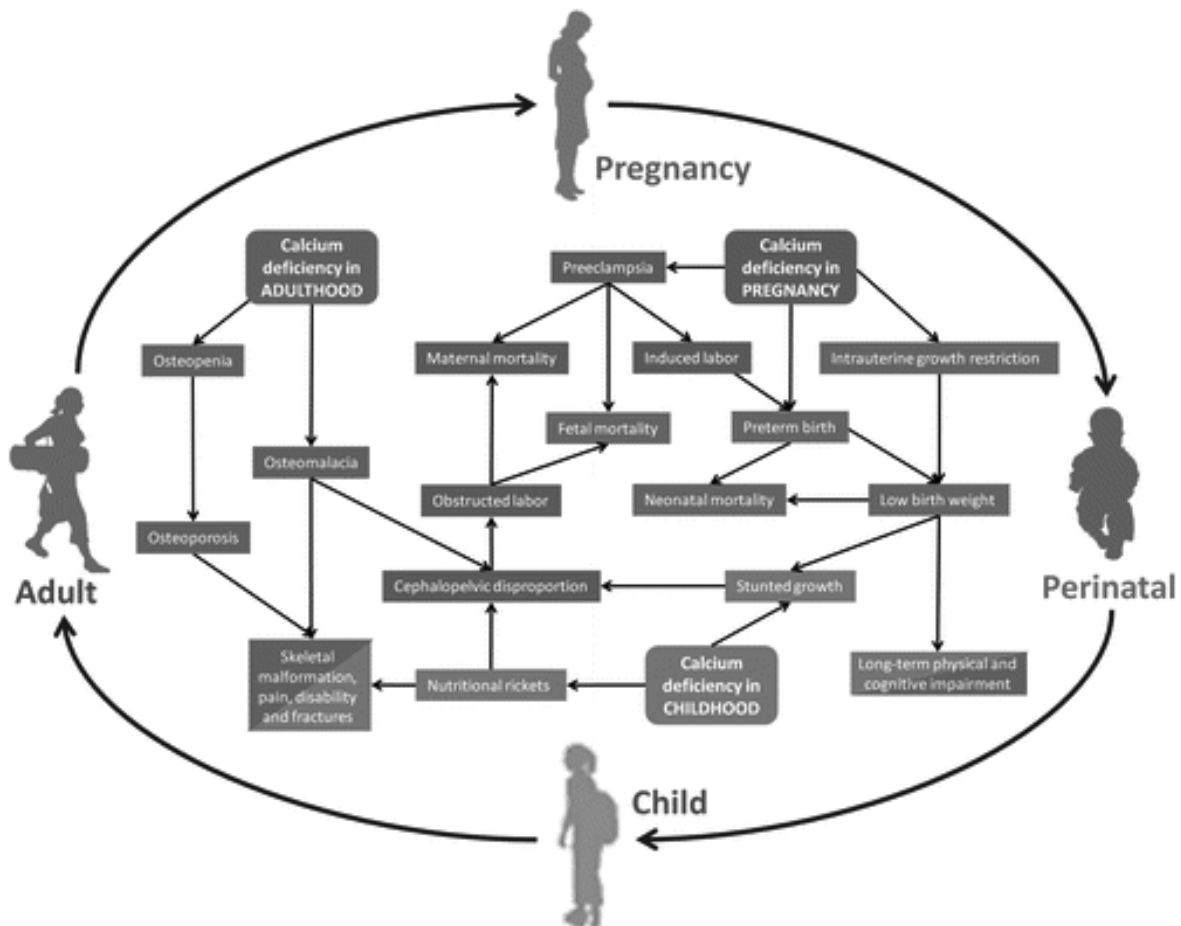 Pregnancy
Calcium
deficiency in
ADULTHOOD
Preeclampsia
Calcium
deficiency in
PREGNANCY
Osteopenia
Maternal mortality
Induced labor
Intrauterine growth restriction
Fetal mortality
Preterm birth
Osteomalacia
Obstructed labor
Neonatal mortality
Low birth weight
Osteoporosis
Adult
Cephalopelvic disproportion
Stunted growth
Perinatal
Skeletal
malformation,
pain, disability
and fractures
Nutritional rickets
Calcium
deficiency in
CHILDHOOD
Long-term physical and
cognitive impairment
Child